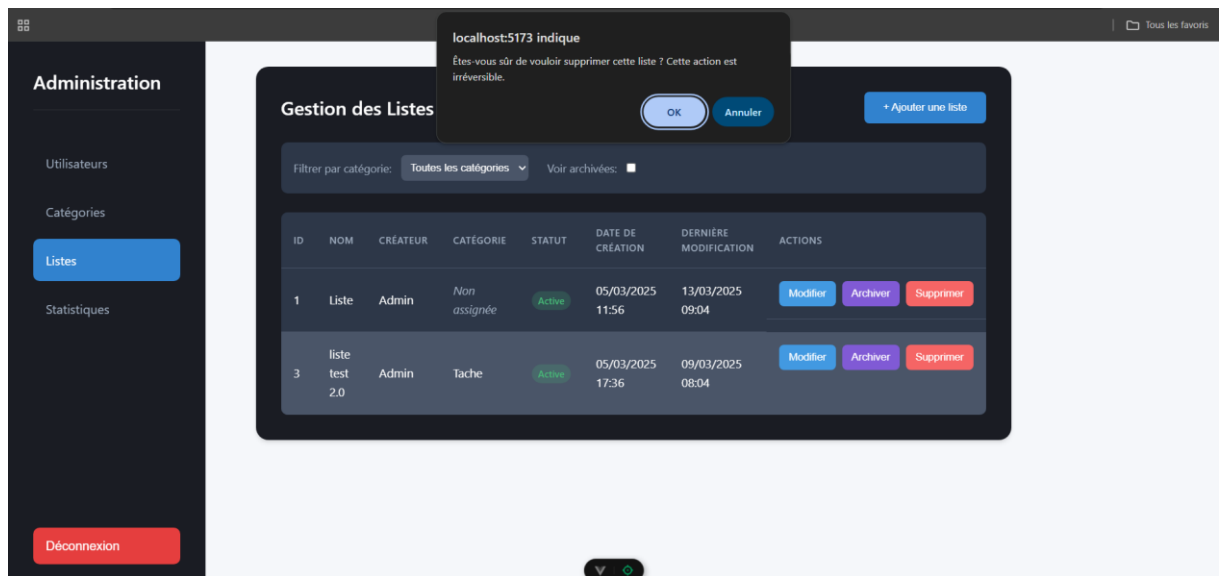 Tous les favoris
localhost:5173 indique
Êtes-vous sûr de vouloir supprimer cette liste ? Cette action est
irréversible.
OK Annuler
Administration
Utilisateurs
Catégories
Listes
Statistiques
Déconnexion
Gestion des Listes
+ Ajouter une liste
Filtrer par catégorie: Toutes les catégories Voir archivées:
ID NOM CRÉATEUR CATÉGORIE STATUT DATE DE CRÉATION DERNIÈRE MODIFICATION ACTIONS
1 Liste Admin Non assignée Active 05/03/2025 11:56 13/03/2025 09:04 Modifier Archiver Supprimer
3 liste test 2.0 Admin Tache Active 05/03/2025 17:36 09/03/2025 08:04 Modifier Archiver Supprimer